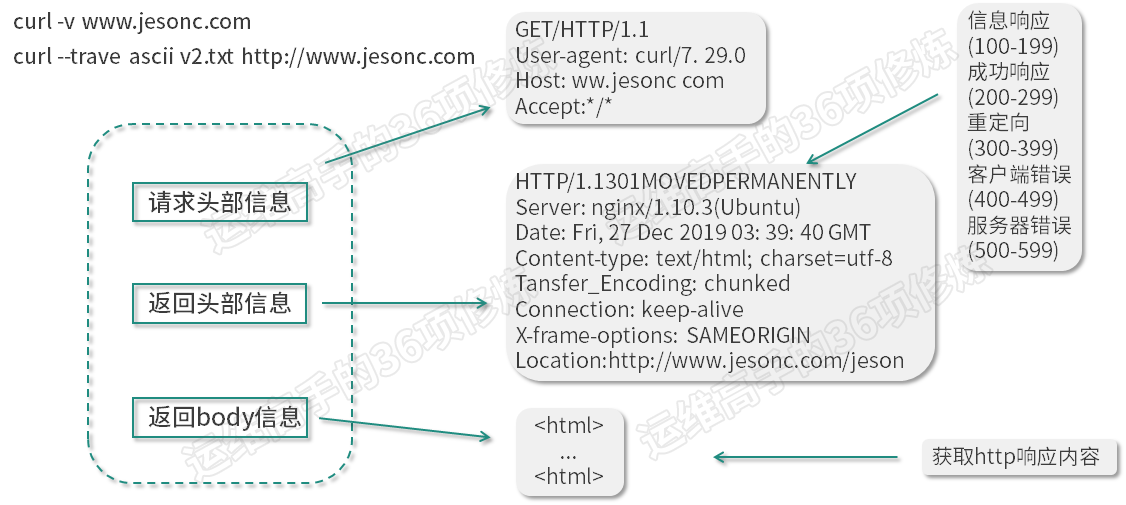 curl -v www.jesonc.com
curl --trave ascii v2.txt http://www.jesonc.com
请求头部信息
返回头部信息
返回body信息
GET/HTTP/1.1
User-agent: curl/7. 29.0
Host: ww.jesonc com
Accept:*/*
HTTP/1.1301MOVEDPERMANENTLY
Server: nginx/1.10.3(Ubuntu)
Date: Fri, 27 Dec 2019 03: 39: 40 GMT
Content-type: text/html; charset=utf-8
Tansfer_Encoding: chunked
Connection: keep-alive
X-frame-options: SAMEORIGIN
Location:http://www.jesonc.com/jeson
<html>
...
<html>
信息响应
(100-199)
成功响应
(200-299)
重定向
(300-399)
客户端错误
(400-499)
服务器错误
(500-599)
获取http响应内容
运维高手的36项修炼
运维高手的36项修炼
运维高手的36项修炼
运维高手的36项修炼